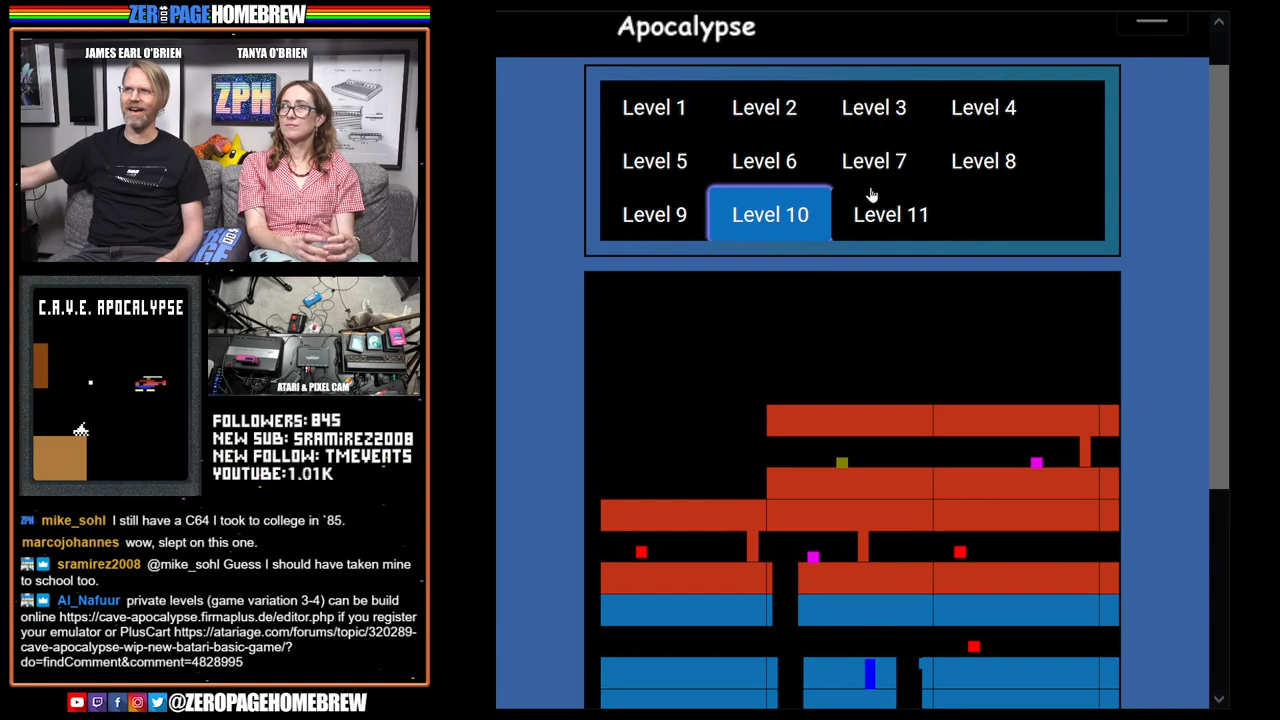 ZERO PAGE HOMEBREW
JAMES EARL O'BRIEN
TANYA O'BRIEN
ZPH
C.A.V.E. APOCALYPSE
ATARI & PIXEL CAM
FOLLOWERS: 845
NEW SUB: SRAMIREZ2008
NEW FOLLOW: TMEVENTS
YOUTUBE: 1.01K
ZPH mike_sohl I still have a C64 I took to college in `85.
marcojohannes wow, slept on this one.
sramirez2008 @mike_sohl Guess I should have taken mine
to school too.
Al_Nafuur private levels (game variation 3-4) can be build
online https://cave-apocalypse.firmaplus.de/editor.php if you register
your emulator or PlusCart https://atariage.com/forums/topic/320289-
cave-apocalypse-wip-new-batari-basic-game/?
do=findComment&comment=4828995
@ZEROPAGEHOMEBREW
Apocalypse
Level 1 Level 2 Level 3 Level 4
Level 5 Level 6 Level 7 Level 8
Level 9 Level 10 Level 11